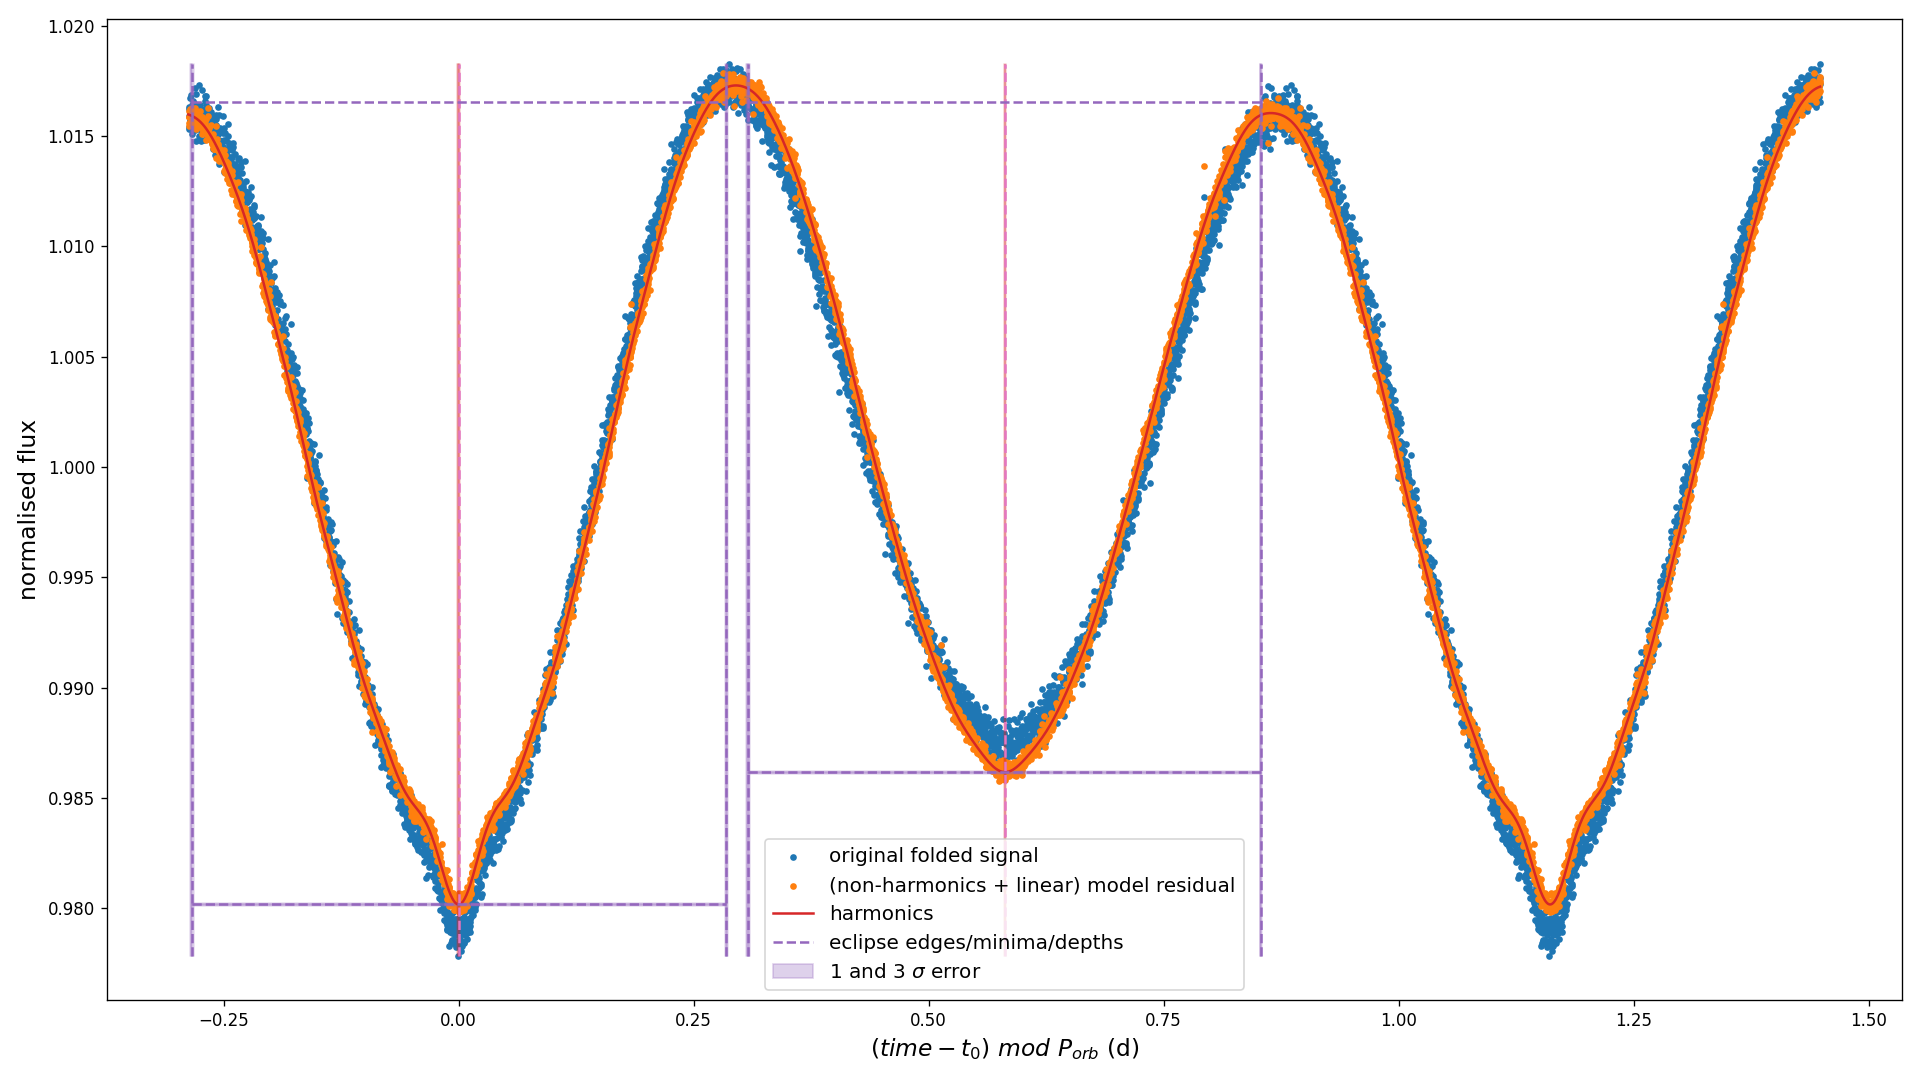 1.020
1.015
1.010
1.005
1.000
0.995
0.990
0.985
0.980
normalised flux
original folded signal
(non-harmonics + linear) model residual
harmonics
eclipse edges/minima/depths
1 and 3 σ error
−0.25 0.00 0.25 0.50 0.75 1.00 1.25 1.50
(time − t₀) mod Pₒᵣᵦ (d)